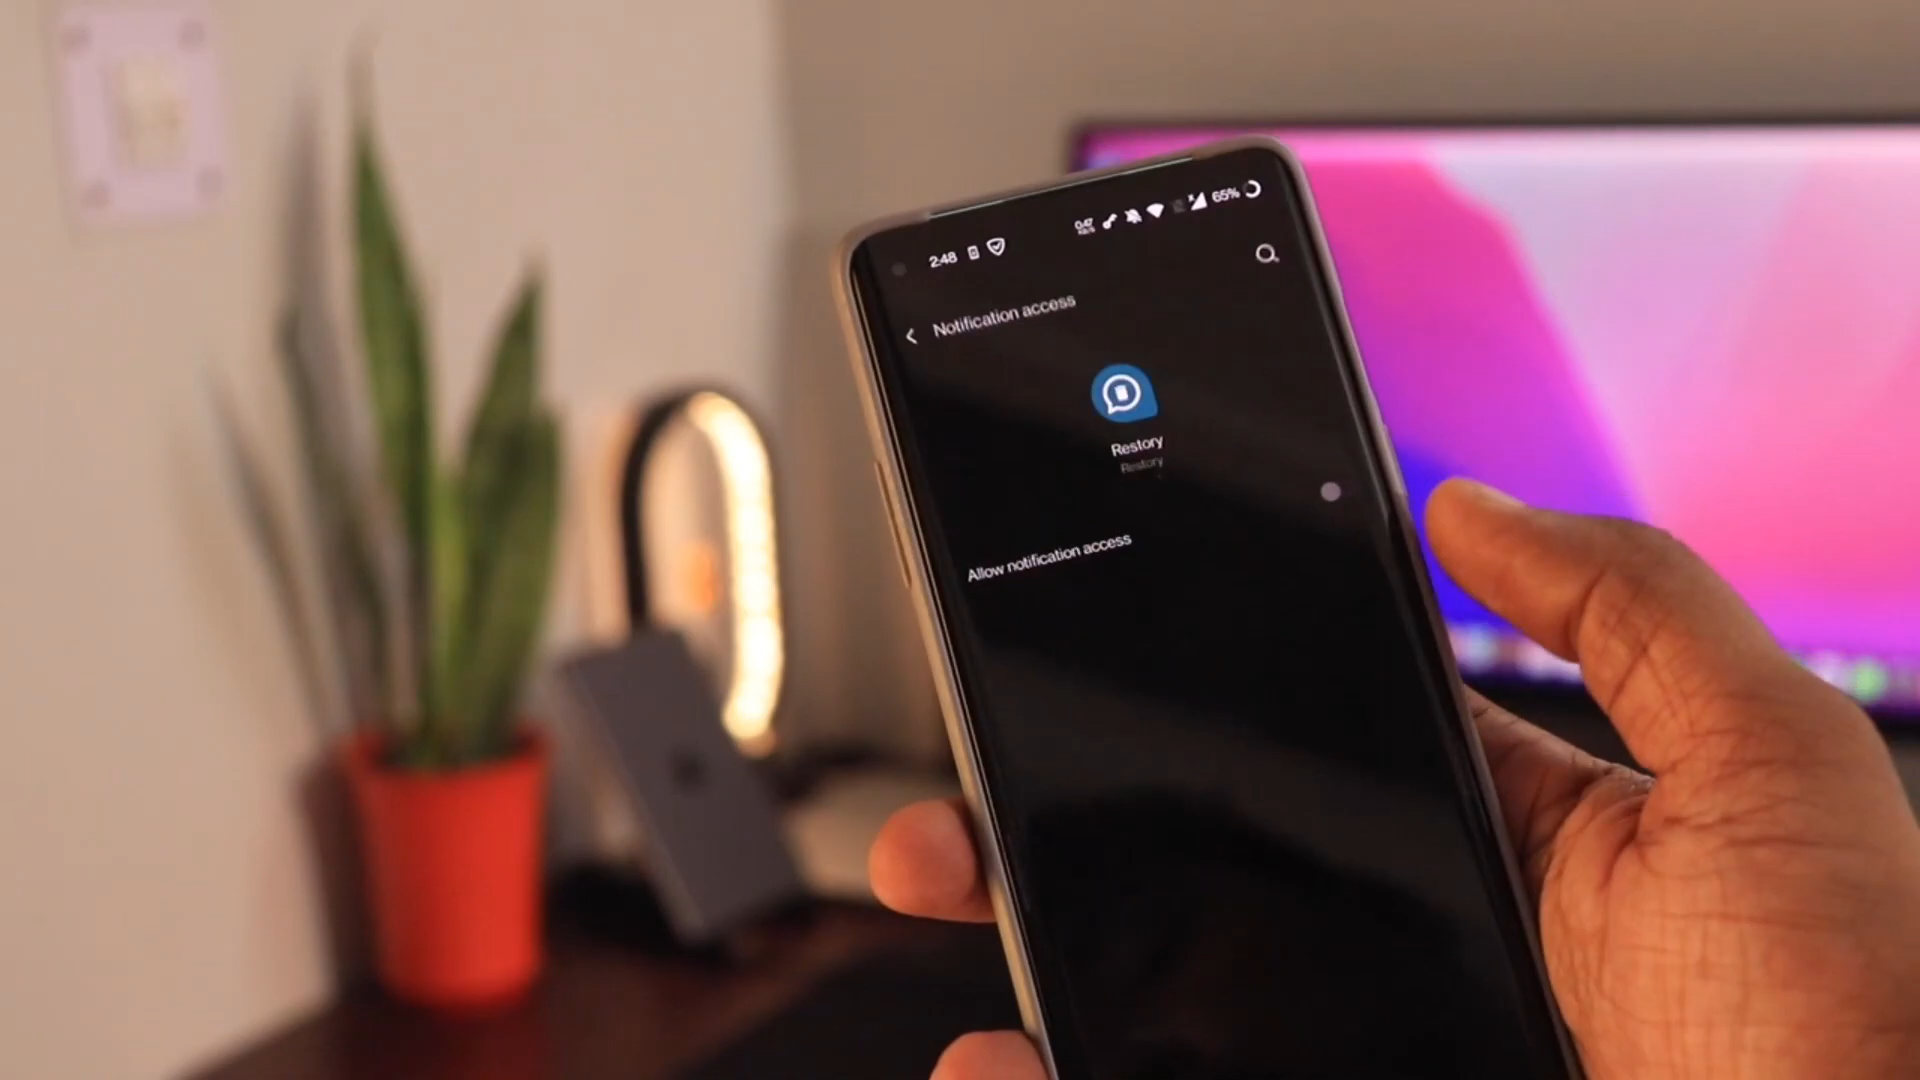 2:48
65%
Notification access
Restory
Restory
Allow notification access